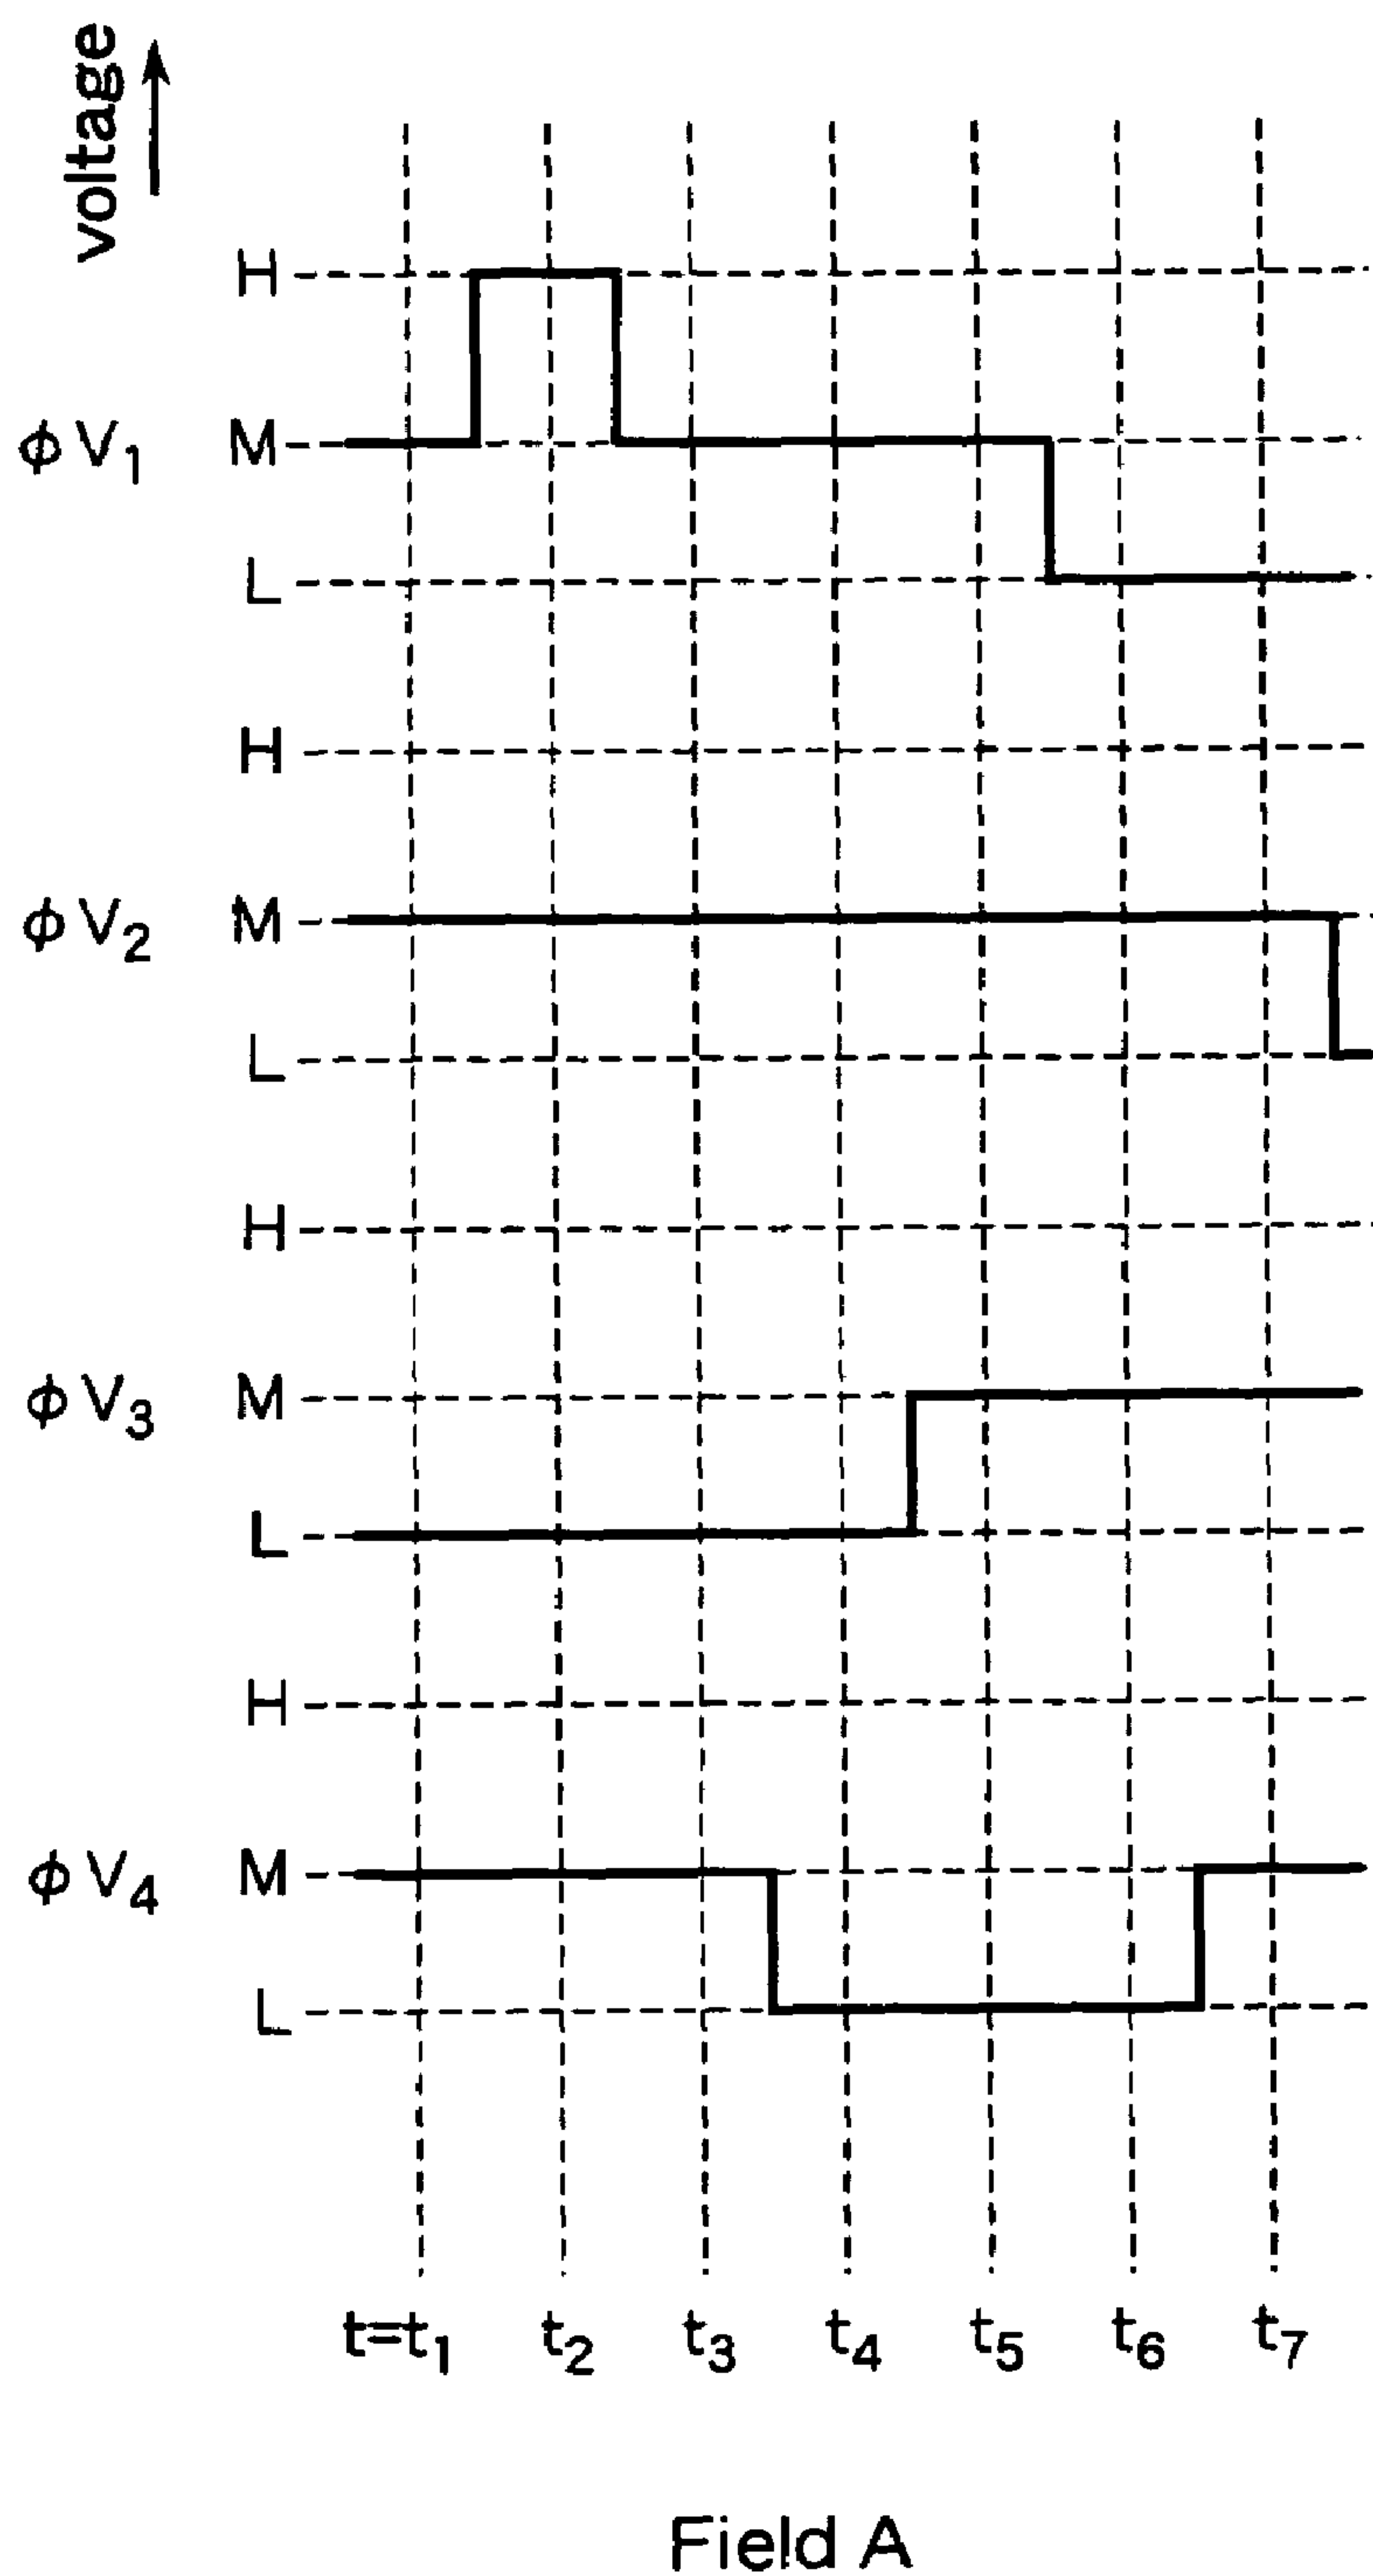 voltage
H
φV1 M
L
H
φV2 M
L
H
φV3 M
L
H
φV4 M
L
t=t1 t2 t3 t4 t5 t6 t7
Field A